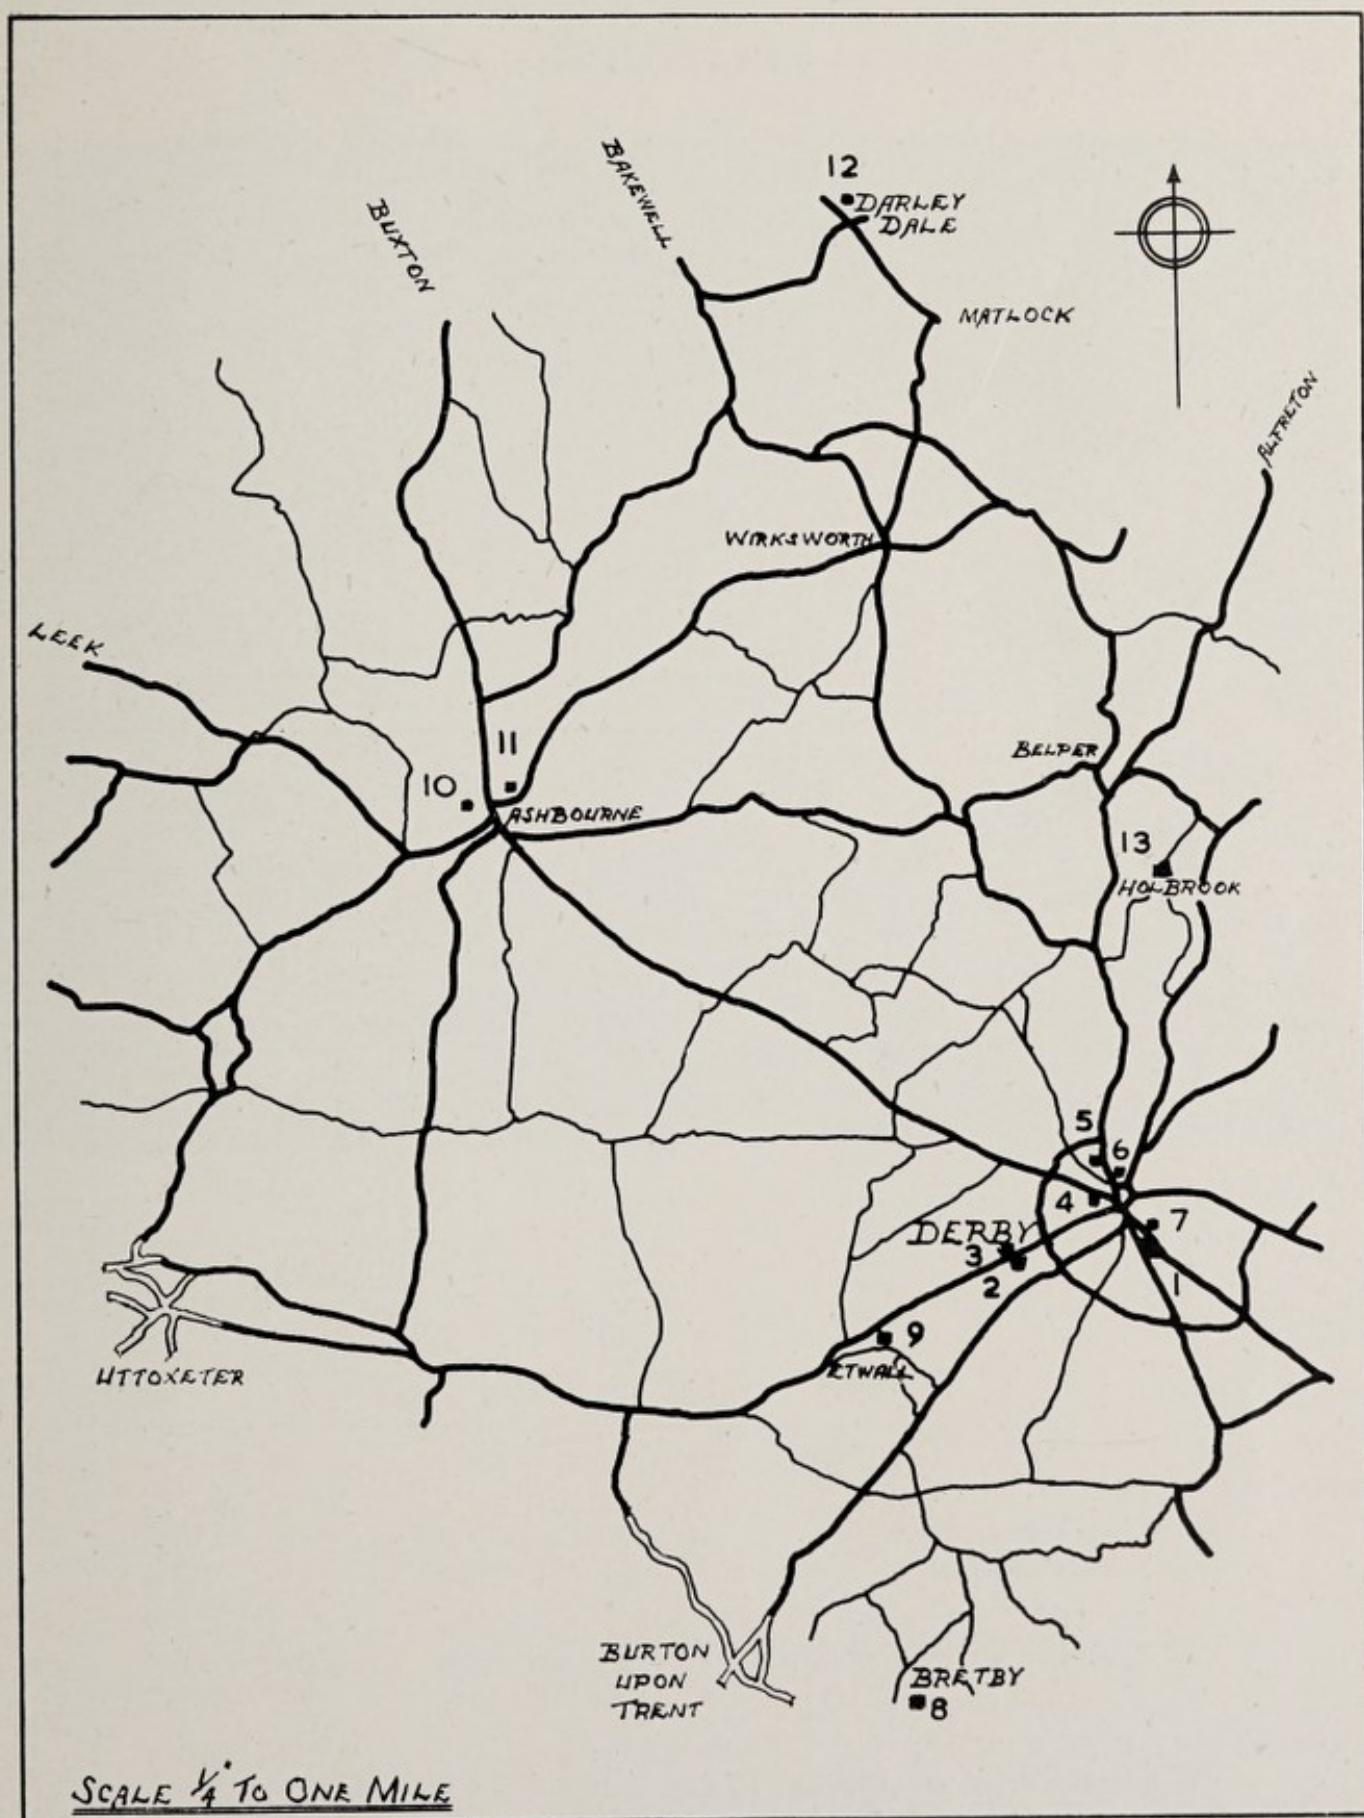 12
DARLEY
DALE
BAKEWELL
BUXTON
MATLOCK
ALFRETON
WIRKSWORTH
LEEK
BELPER
11
10
ASHBOURNE
13
HOLBROOK
5
6
4
7
DERBY
3
2
1
9
ETWALL
UTTOXETER
BURTON
UPON
TRENT
BRETBY
8
SCALE 1/4" TO ONE MILE